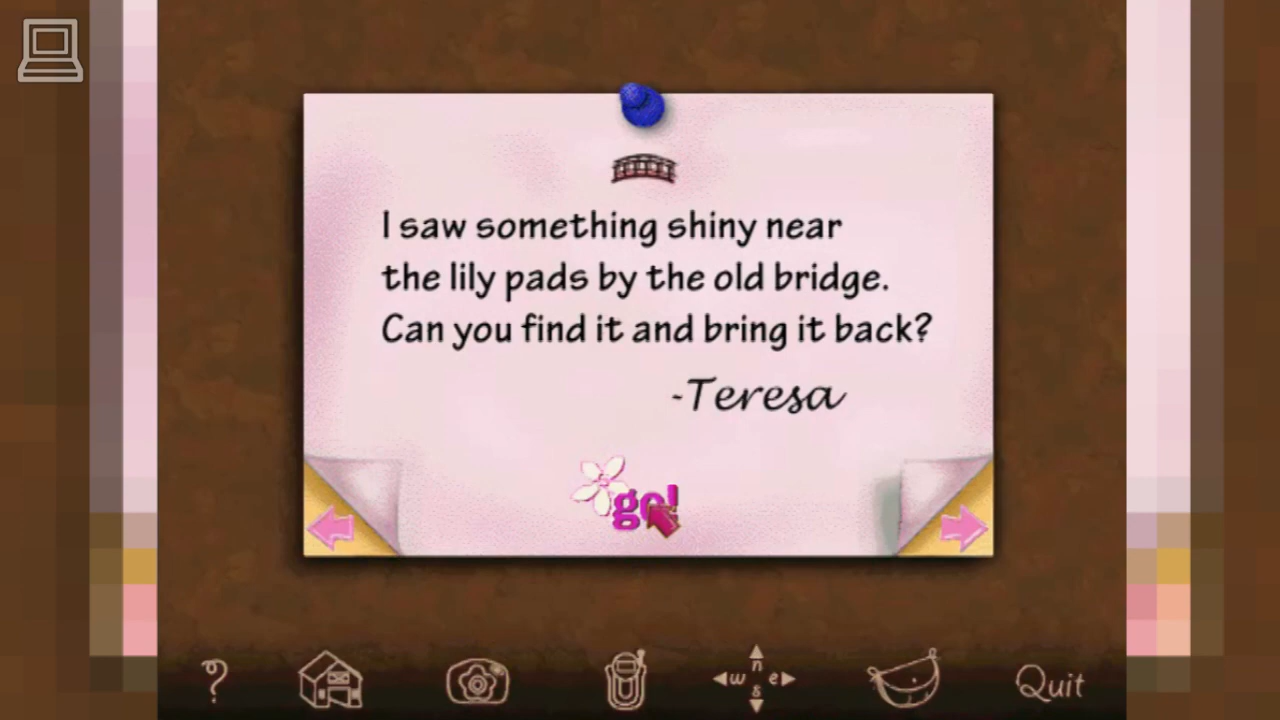 I saw something shiny near
the lily pads by the old bridge.
Can you find it and bring it back?
-Teresa
go!
?
n
w e
s
Quit